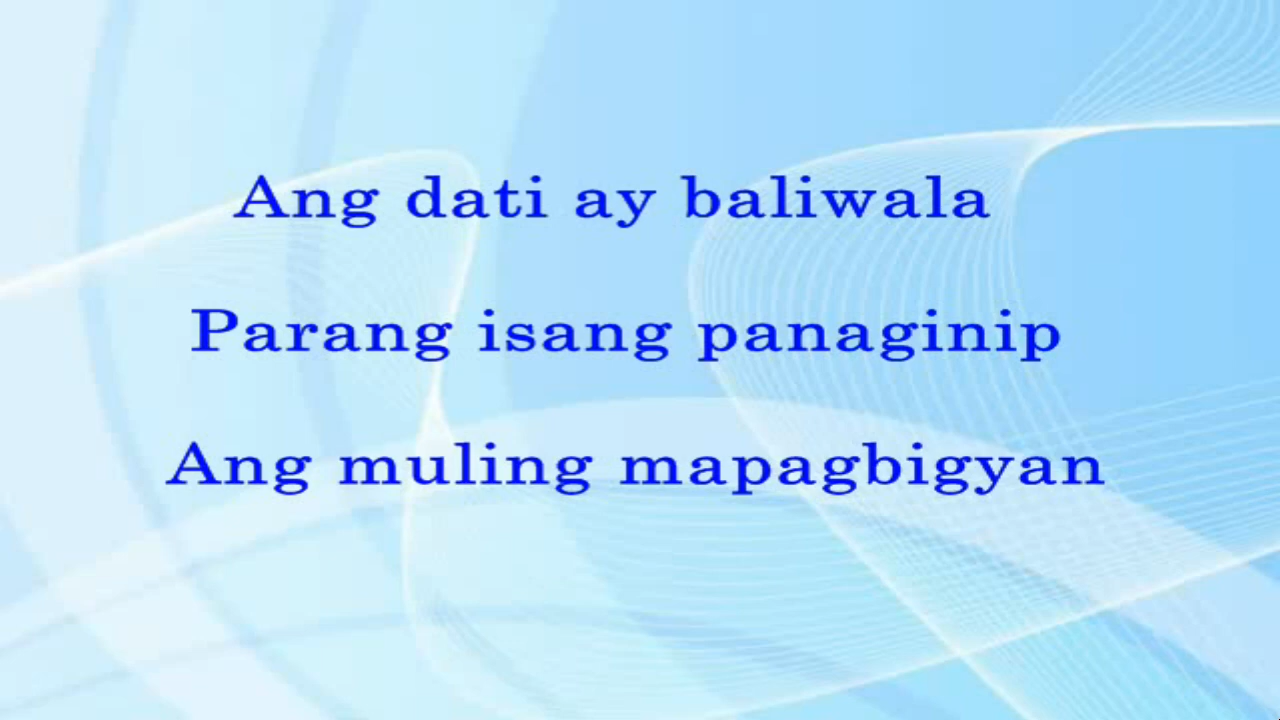 Ang dati ay baliwala
Parang isang panaginip
Ang muling mapagbigyan